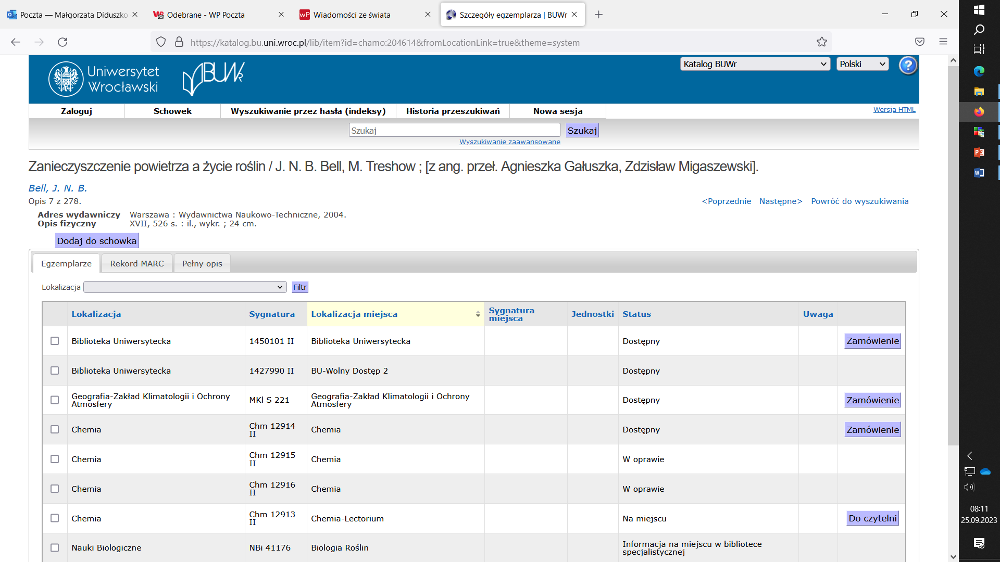 Poczta — Małgorzata Diduszko
Odebrane - WP Poczta
Wiadomości ze świata
Szczegóły egzemplarza | BUWr
https://katalog.bu.uni.wroc.pl/lib/item?id=chamo:204614&fromLocationLink=true&theme=system
Uniwersytet
Wrocławski
BUWr
Katalog BUWr
Polski
Zaloguj
Schowek
Wyszukiwanie przez hasła (indeksy)
Historia przeszukiwań
Nowa sesja
Wersja HTML
Szukaj
Szukaj
Wyszukiwanie zaawansowane
Zanieczyszczenie powietrza a życie roślin / J. N. B. Bell, M. Treshow ; [z ang. przeł. Agnieszka Gałuszka, Zdzisław Migaszewski].
Bell, J. N. B.
Opis 7 z 278.
<Poprzednie Następne> Powróć do wyszukiwania
Adres wydawniczy Warszawa : Wydawnictwa Naukowo-Techniczne, 2004.
Opis fizyczny XVII, 526 s. : il., wykr. ; 24 cm.
Dodaj do schowka
Egzemplarze
Rekord MARC
Pełny opis
Lokalizacja
Filtr
Lokalizacja Sygnatura Lokalizacja miejsca Sygnatura miejsca Jednostki Status Uwaga
Biblioteka Uniwersytecka 1450101 II Biblioteka Uniwersytecka Dostępny Zamówienie
Biblioteka Uniwersytecka 1427990 II BU-Wolny Dostęp 2 Dostępny
Geografia-Zakład Klimatologii i Ochrony Atmosfery MKl S 221 Geografia-Zakład Klimatologii i Ochrony Atmosfery Dostępny Zamówienie
Chemia Chm 12914 II Chemia Dostępny Zamówienie
Chemia Chm 12915 II Chemia W oprawie
Chemia Chm 12916 II Chemia W oprawie
Chemia Chm 12913 II Chemia-Lectorium Na miejscu Do czytelni
Nauki Biologiczne NBi 41176 Biologia Roślin Informacja na miejscu w bibliotece specjalistycznej
08:11
25.09.2023